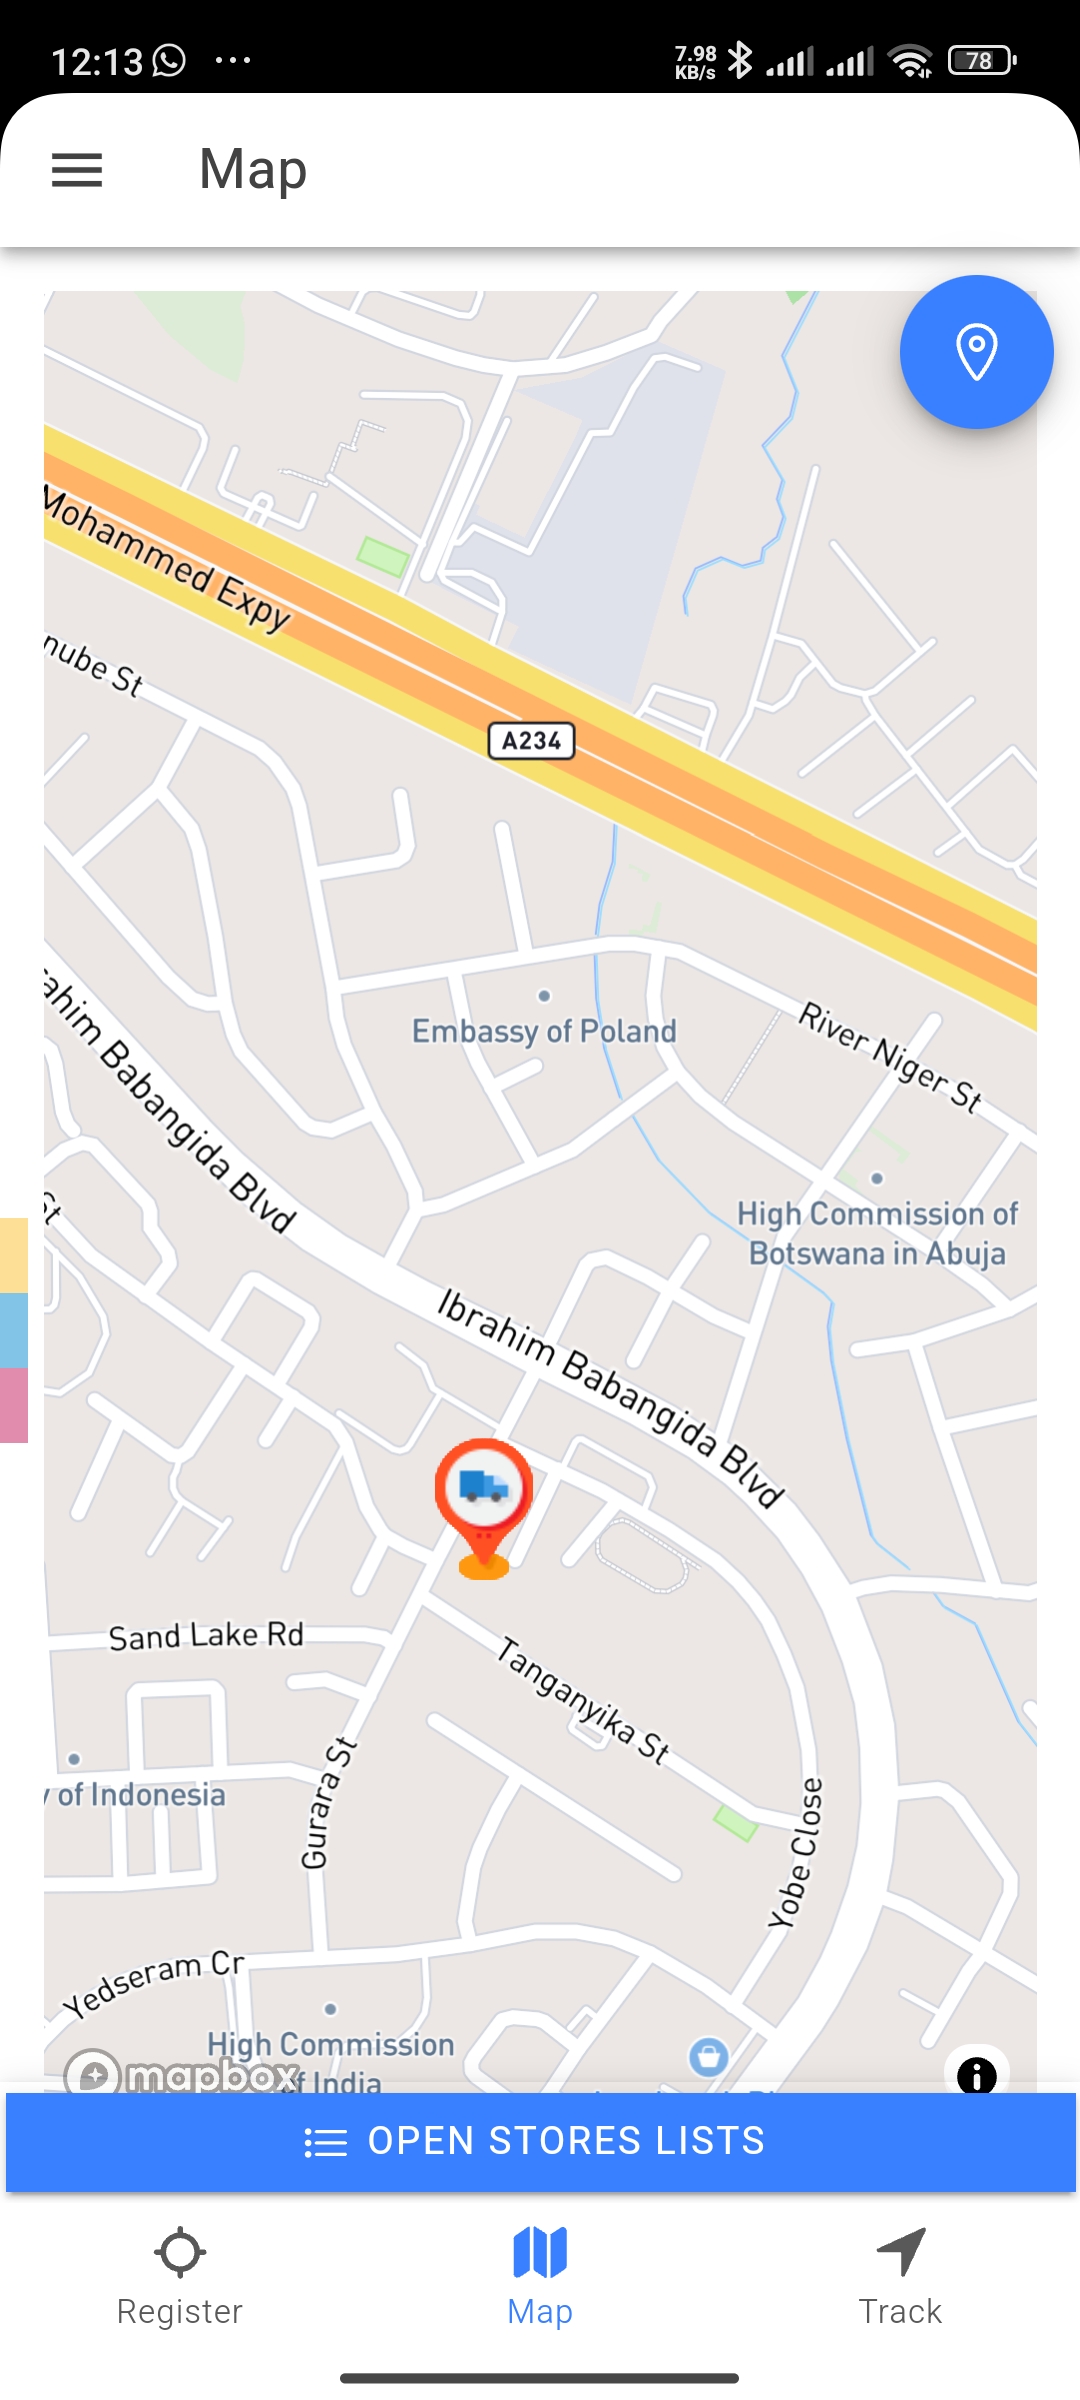 12:13
7.98
KB/s
78
Map
Mohammed Expy
nube St
A234
Embassy of Poland
River Niger St
ahim Babangida Blvd
High Commission of
Botswana in Abuja
St
Ibrahim Babangida Blvd
Sand Lake Rd
Tanganyika St
Gurara St
y of Indonesia
Yobe Close
Yedseram Cr
High Commission
of India
mapbox
OPEN STORES LISTS
Register
Map
Track